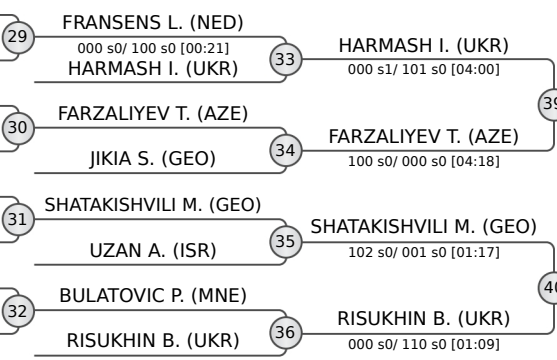 FRANSENS L. (NED)
29
000 s0/ 100 s0 [00:21]
HARMASH I. (UKR)
33
HARMASH I. (UKR)
000 s1/ 101 s0 [04:00]
39
FARZALIYEV T. (AZE)
30
JIKIA S. (GEO)
34
FARZALIYEV T. (AZE)
100 s0/ 000 s0 [04:18]
SHATAKISHVILI M. (GEO)
31
UZAN A. (ISR)
35
SHATAKISHVILI M. (GEO)
102 s0/ 001 s0 [01:17]
40
BULATOVIC P. (MNE)
32
RISUKHIN B. (UKR)
36
RISUKHIN B. (UKR)
000 s0/ 110 s0 [01:09]